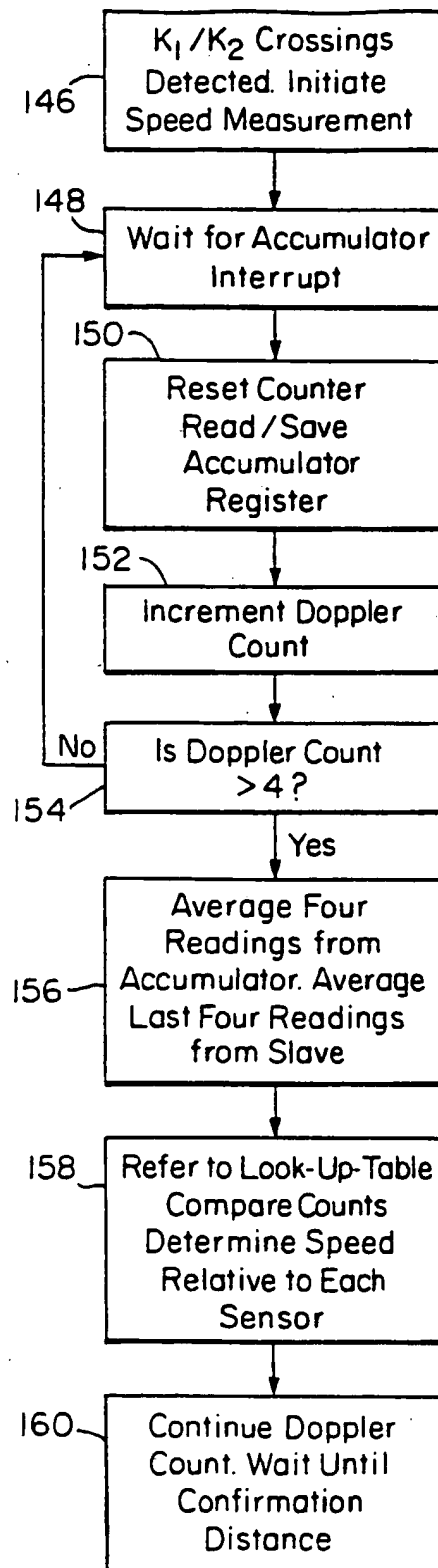 K₁/K₂ Crossings
Detected. Initiate
Speed Measurement
146
148
Wait for Accumulator
Interrupt
150
Reset Counter
Read/Save
Accumulator
Register
152
Increment Doppler
Count
No
Is Doppler Count
>4?
154
Yes
Average Four
Readings from
Accumulator. Average
Last Four Readings
from Slave
156
158
Refer to Look-Up-Table
Compare Counts
Determine Speed
Relative to Each
Sensor
160
Continue Doppler
Count. Wait Until
Confirmation
Distance